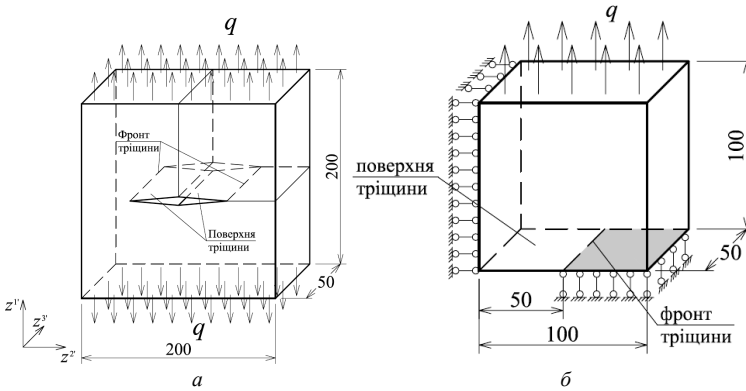 q
Фронт
тріщини
Поверхня
тріщини
200
50
q
z1'
z3'
z2'
200
а
q
поверхня
тріщини
100
50
50
фронт
тріщини
100
б